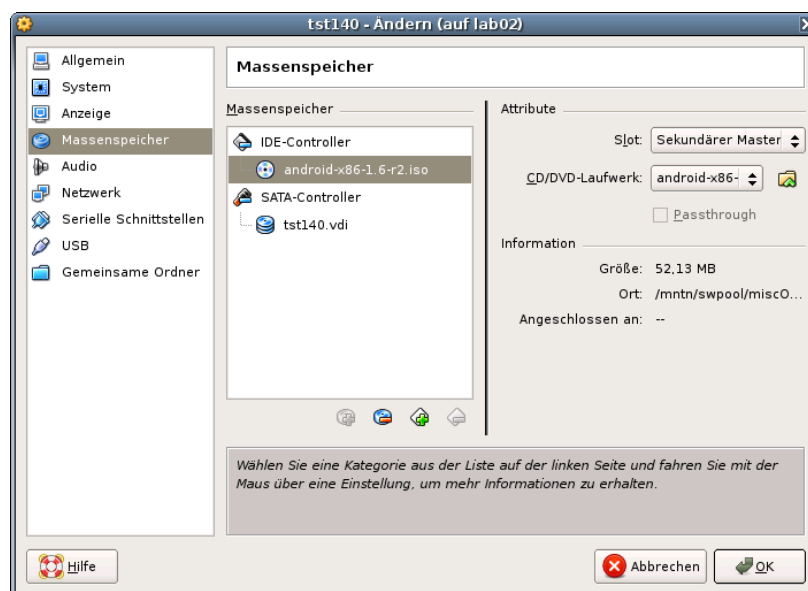 tst140 - Ändern (auf lab02)
Allgemein
System
Anzeige
Massenspeicher
Audio
Netzwerk
Serielle Schnittstellen
USB
Gemeinsame Ordner
Massenspeicher
Massenspeicher
IDE-Controller
android-x86-1.6-r2.iso
SATA-Controller
tst140.vdi
Attribute
Slot: Sekundärer Master
CD/DVD-Laufwerk: android-x86-
Passthrough
Information
Größe: 52,13 MB
Ort: /mntn/swpool/miscO...
Angeschlossen an: --
Wählen Sie eine Kategorie aus der Liste auf der linken Seite und fahren Sie mit der
Maus über eine Einstellung, um mehr Informationen zu erhalten.
Hilfe
Abbrechen
OK